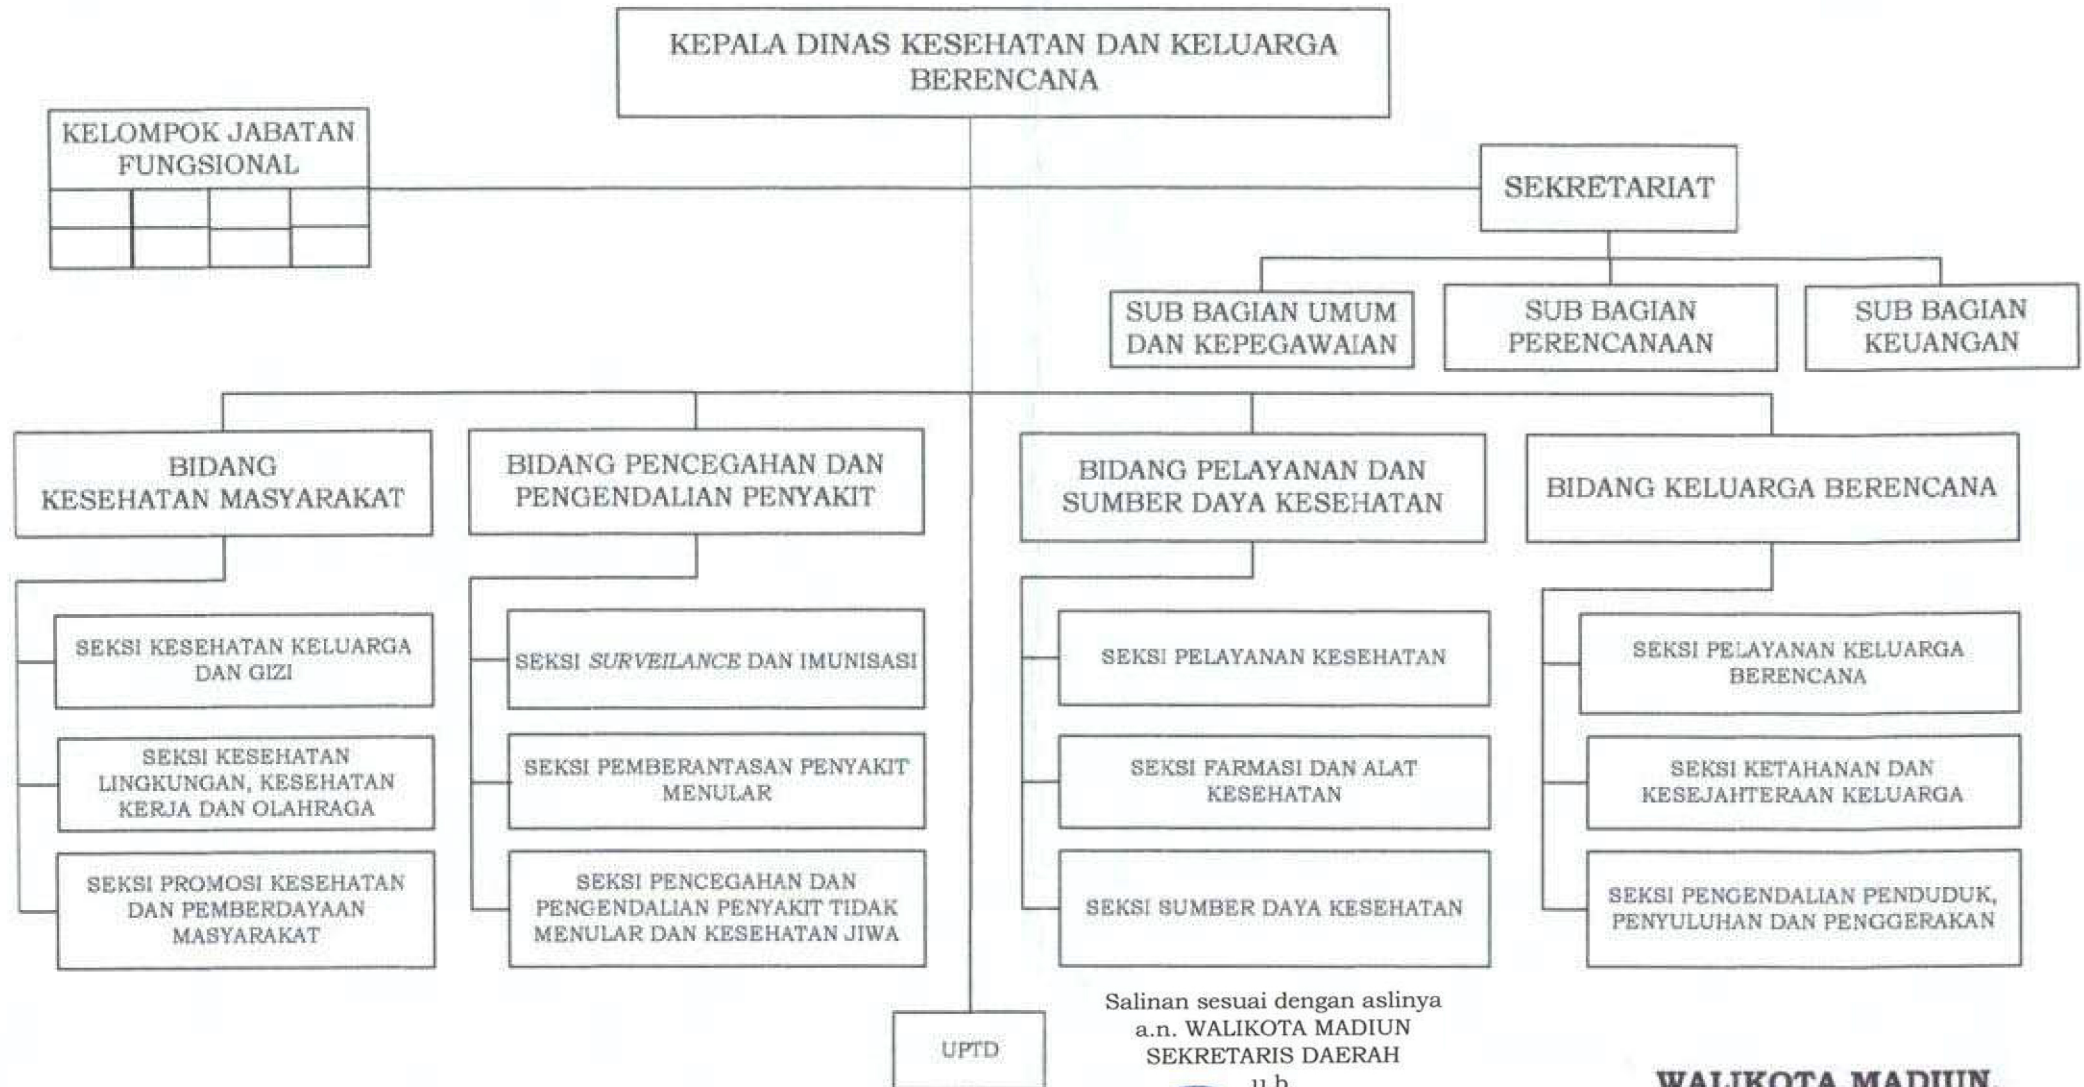 KEPALA DINAS KESEHATAN DAN KELUARGA
BERENCANA
KELOMPOK JABATAN
FUNGSIONAL
SEKRETARIAT
SUB BAGIAN UMUM
DAN KEPEGAWAIAN
SUB BAGIAN
PERENCANAAN
SUB BAGIAN
KEUANGAN
BIDANG
KESEHATAN MASYARAKAT
BIDANG PENCEGAHAN DAN
PENGENDALIAN PENYAKIT
BIDANG PELAYANAN DAN
SUMBER DAYA KESEHATAN
BIDANG KELUARGA BERENCANA
SEKSI KESEHATAN KELUARGA
DAN GIZI
SEKSI KESEHATAN
LINGKUNGAN, KESEHATAN
KERJA DAN OLAHRAGA
SEKSI PROMOSI KESEHATAN
DAN PEMBERDAYAAN
MASYARAKAT
SEKSI SURVEILANCE DAN IMUNISASI
SEKSI PEMBERANTASAN PENYAKIT
MENULAR
SEKSI PENCEGAHAN DAN
PENGENDALIAN PENYAKIT TIDAK
MENULAR DAN KESEHATAN JIWA
SEKSI PELAYANAN KESEHATAN
SEKSI FARMASI DAN ALAT
KESEHATAN
SEKSI SUMBER DAYA KESEHATAN
SEKSI PELAYANAN KELUARGA
BERENCANA
SEKSI KETAHANAN DAN
KESEJAHTERAAN KELUARGA
SEKSI PENGENDALIAN PENDUDUK,
PENYULUHAN DAN PENGGERAKAN
UPTD
Salinan sesuai dengan aslinya
a.n. WALIKOTA MADIUN
SEKRETARIS DAERAH
u.b
WALIKOTA MADIUN,